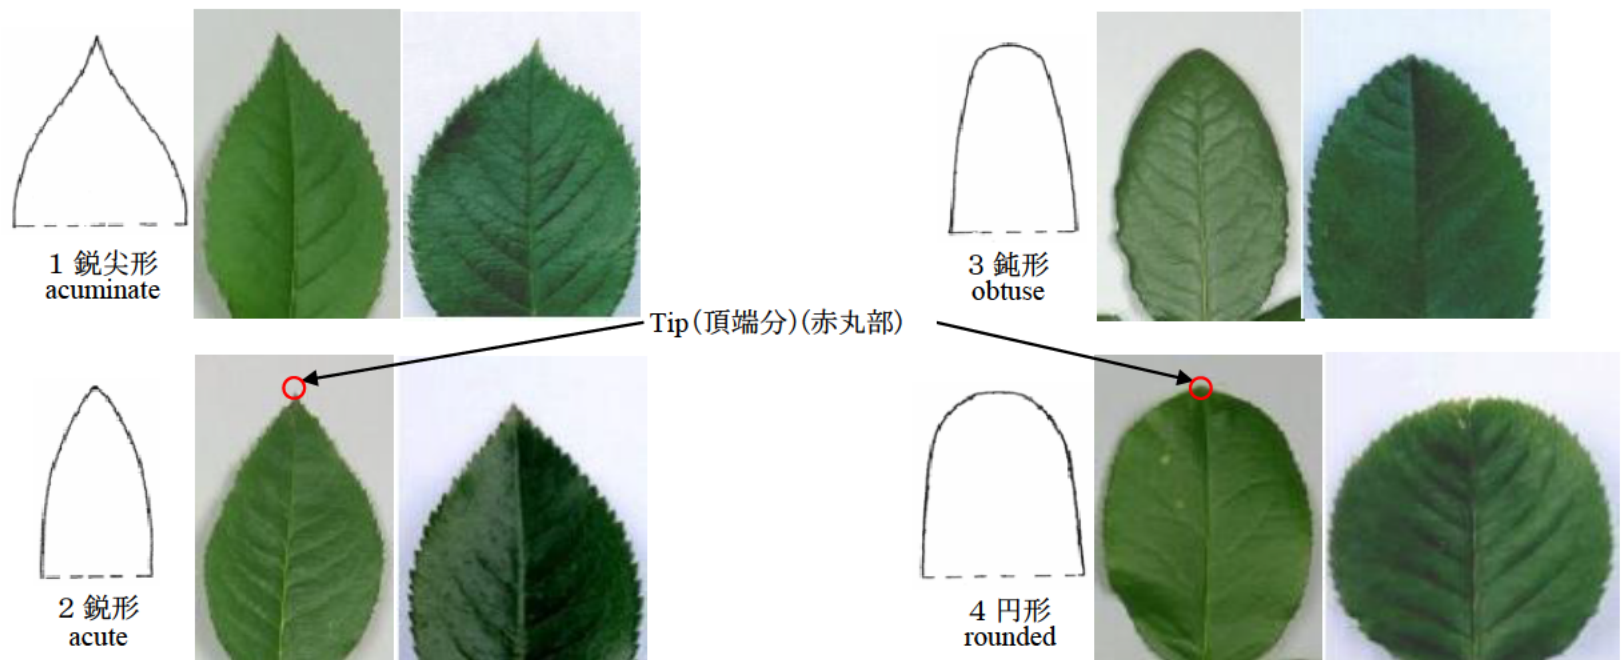 1 鋭尖形
acuminate
3 鈍形
obtuse
Tip(頂端分)(赤丸部)
2 鋭形
acute
4 円形
rounded